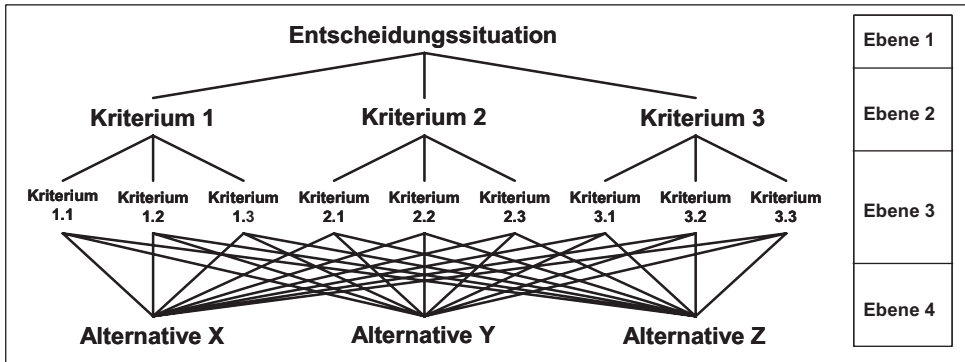 Entscheidungssituation
Ebene 1
Kriterium 1
Kriterium 2
Kriterium 3
Ebene 2
Kriterium
1.1
Kriterium
1.2
Kriterium
1.3
Kriterium
2.1
Kriterium
2.2
Kriterium
2.3
Kriterium
3.1
Kriterium
3.2
Kriterium
3.3
Ebene 3
Alternative X
Alternative Y
Alternative Z
Ebene 4